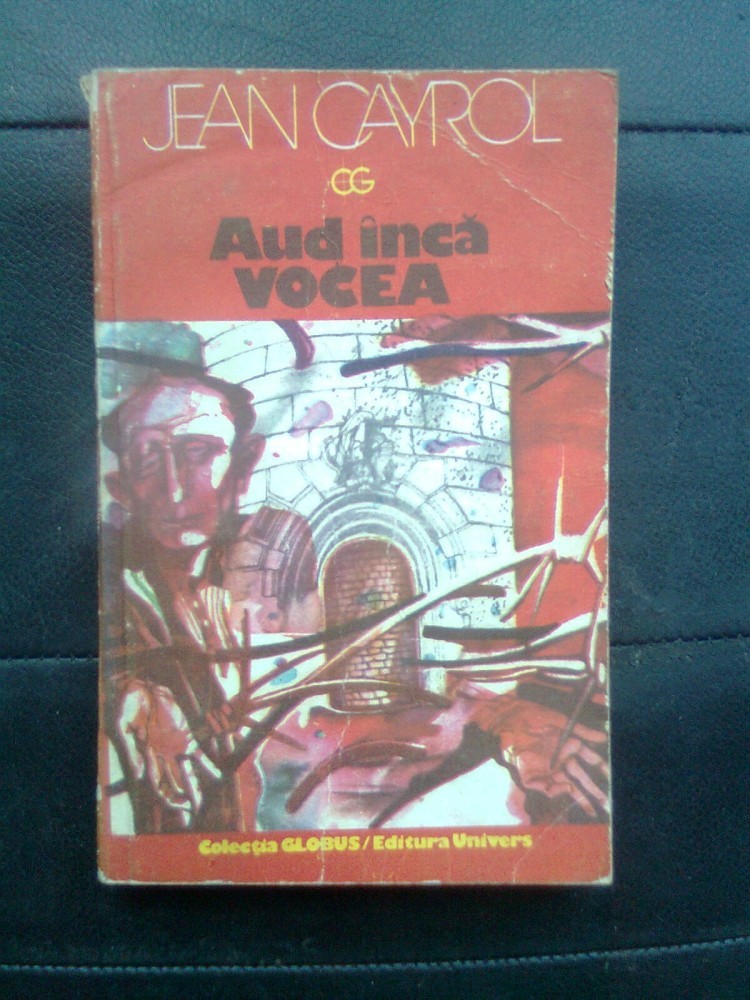 JEAN CAYROL
CG
Aud încă
VOCEA
Colecția GLOBUS/Editura Univers